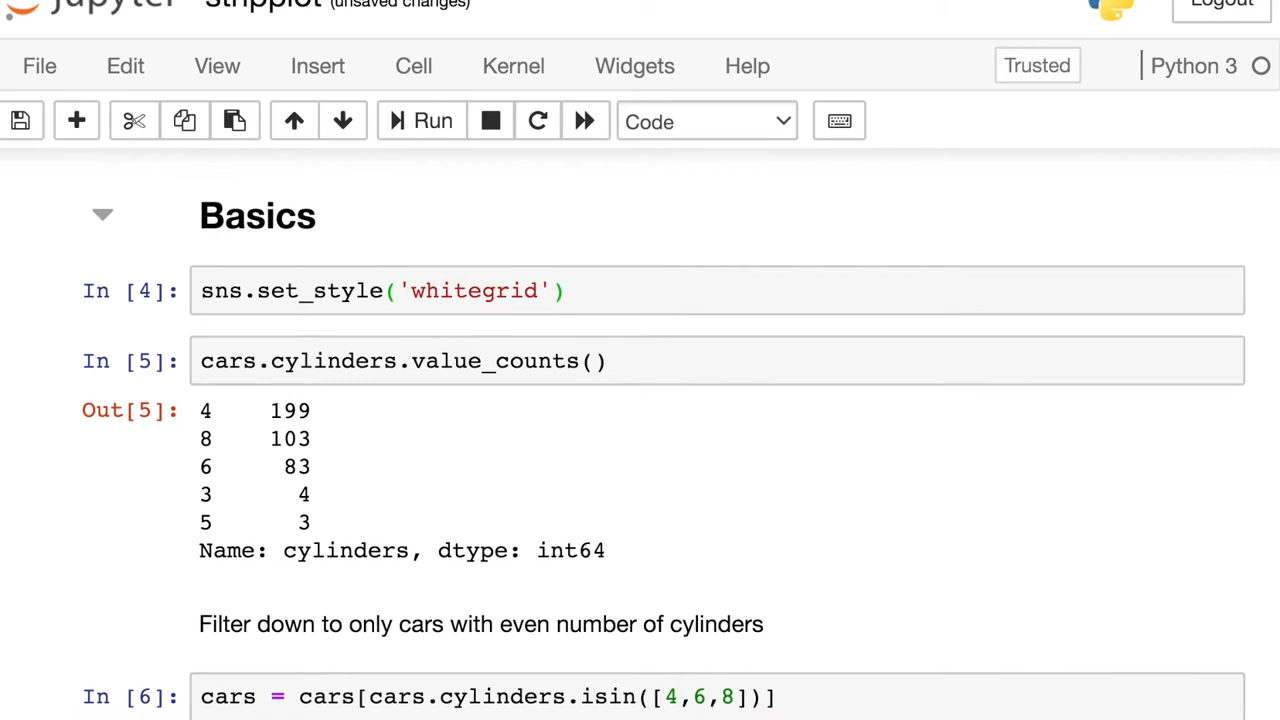 jupyter stripplot (unsaved changes) Logout
File Edit View Insert Cell Kernel Widgets Help Trusted Python 3
Run Code
Basics
In [4]: sns.set_style('whitegrid')
In [5]: cars.cylinders.value_counts()
Out[5]: 4 199
8 103
6 83
3 4
5 3
Name: cylinders, dtype: int64
Filter down to only cars with even number of cylinders
In [6]: cars = cars[cars.cylinders.isin([4,6,8])]